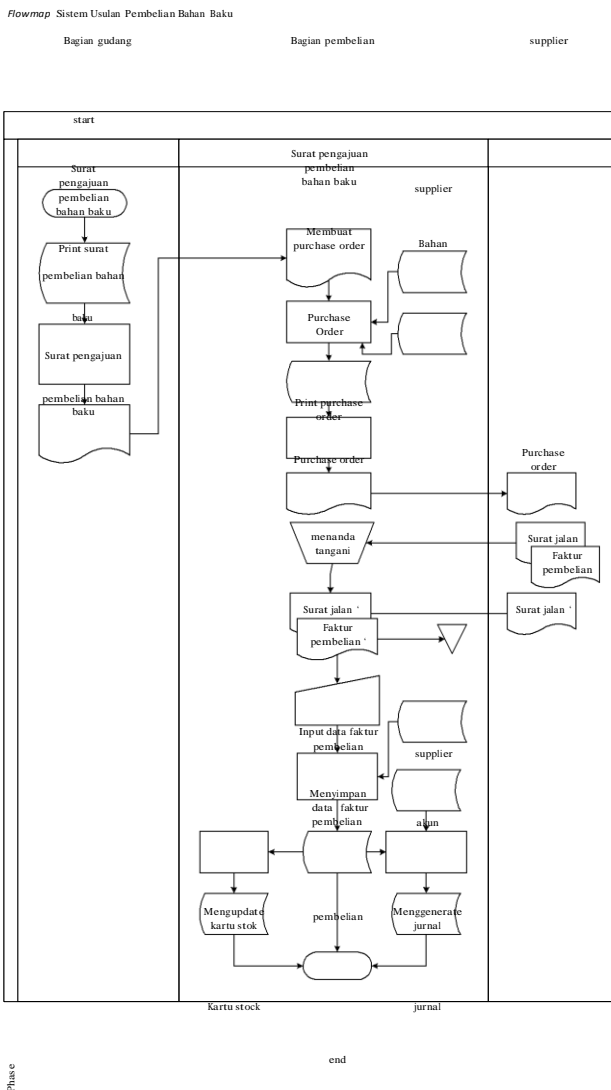 Flowmap Sistem Usulan Pembelian Bahan Baku
Bagian gudang
Bagian pembelian
supplier
start
Surat
pengajuan
pembelian
bahan baku
Print surat
pembelian bahan
baku
Surat pengajuan
pembelian bahan
baku
Surat pengajuan
pembelian
bahan baku
supplier
Membuat
purchase order
Bahan
Purchase
Order
Print purchase
order
Purchase order
Purchase
order
menanda
tangani
Surat jalan
Faktur
pembelian
Surat jalan '
Faktur
pembelian '
Surat jalan '
Input data faktur
pembelian
supplier
Menyimpan
data faktur
pembelian
akun
Mengupdate
kartu stok
pembelian
Menggenerate
jurnal
Kartu stock
jurnal
end
Phase